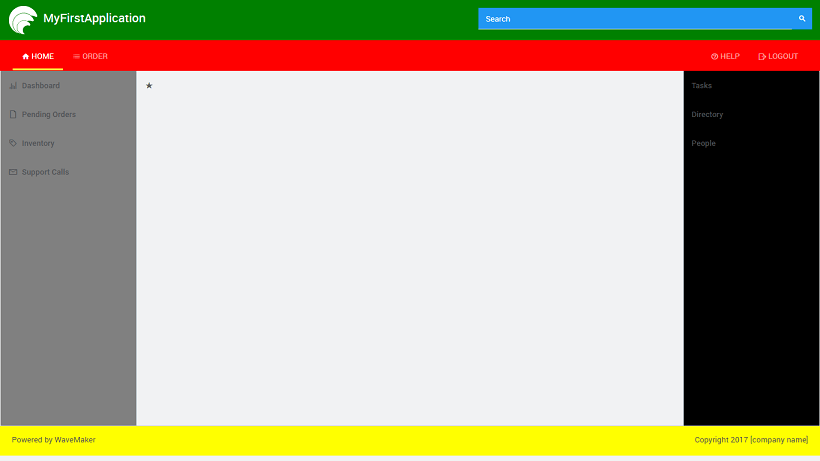 MyFirstApplication
Search
HOME ORDER HELP LOGOUT
Dashboard
Pending Orders
Inventory
Support Calls
Tasks
Directory
People
Powered by WaveMaker
Copyright 2017 [company name]